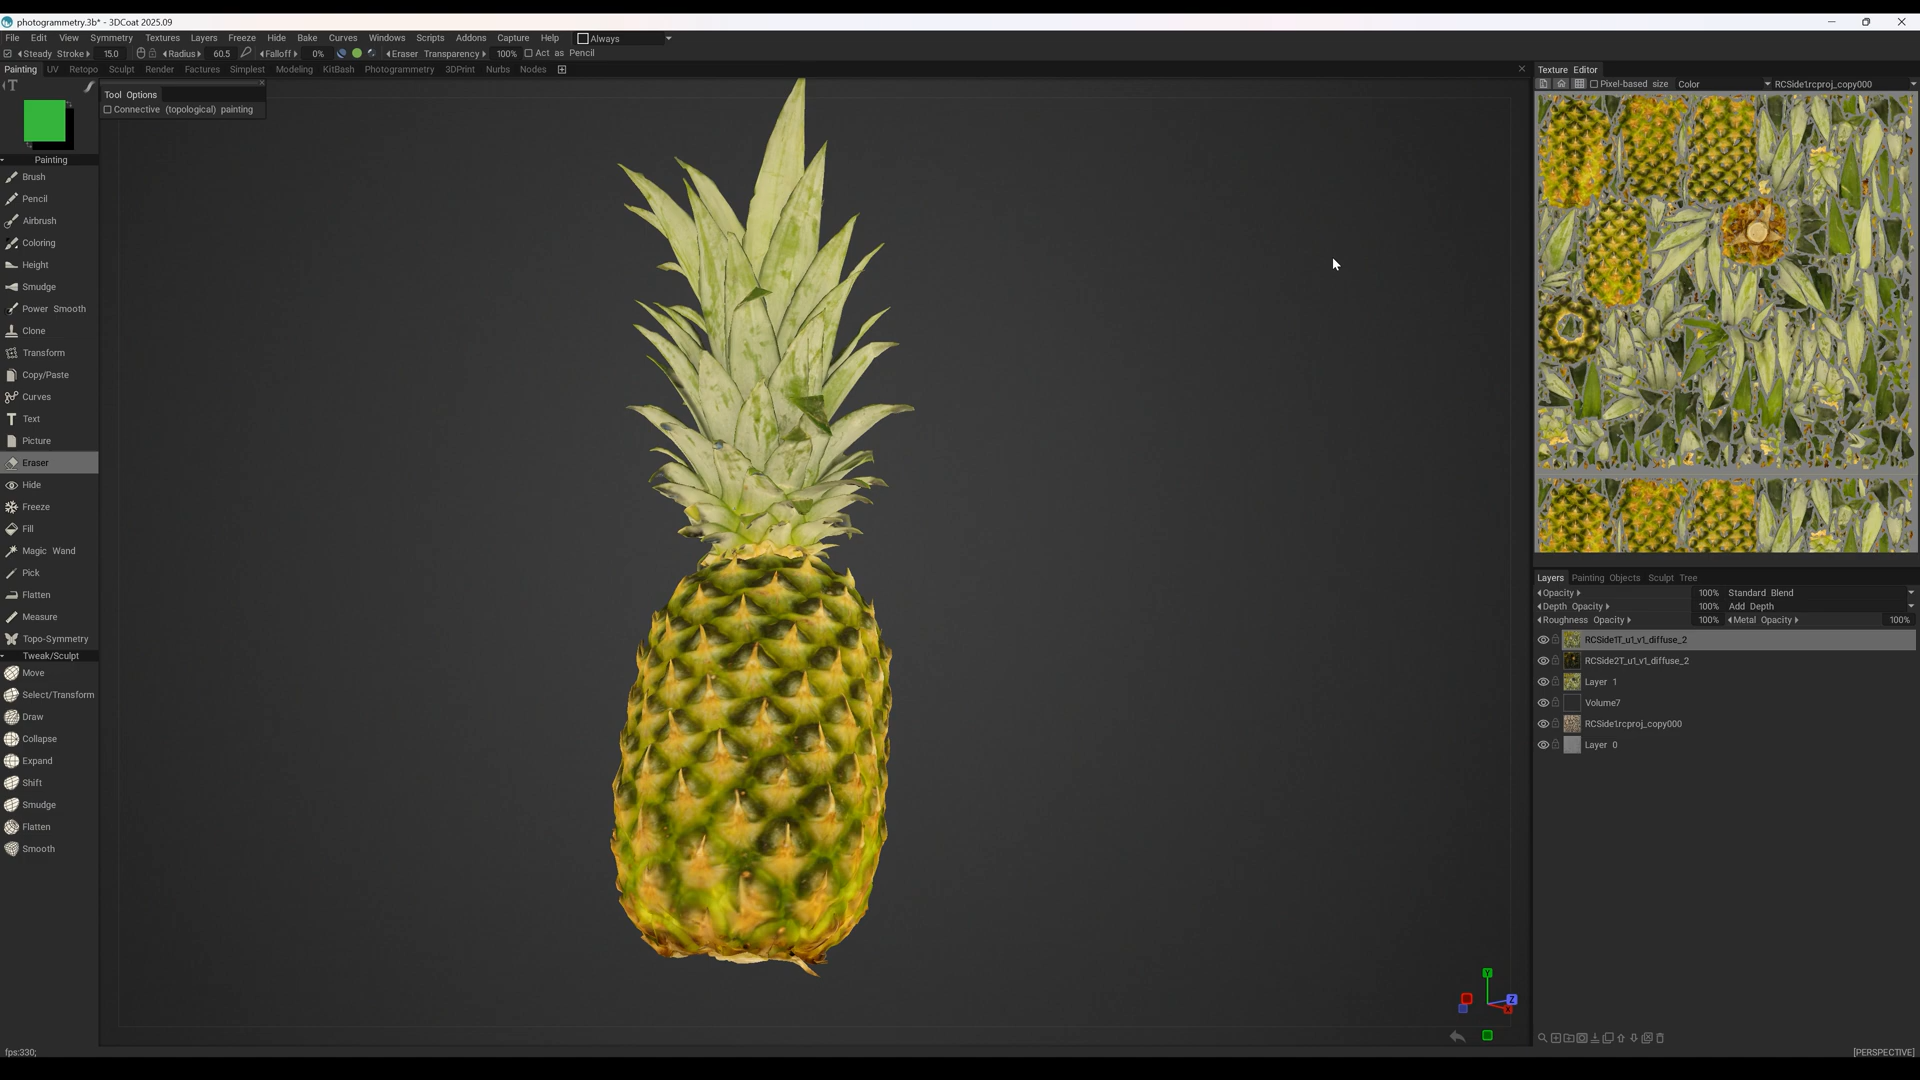 photogrammetry.3b* - 3DCoat 2025.09
File Edit View Symmetry Textures Layers Freeze Hide Bake Curves Windows Scripts Addons Capture Help Always
Steady Stroke 15.0 Radius 60.5 Falloff 0% Eraser Transparency 100% Act as Pencil
Painting UV Retopo Sculpt Render Factures Simplest Modeling KitBash Photogrammetry 3DPrint Nurbs Nodes
T
Tool Options
Connective (topological) painting
Painting
Brush
Pencil
Airbrush
Coloring
Height
Smudge
Power Smooth
Clone
Transform
Copy/Paste
Curves
Text
Picture
Eraser
Hide
Freeze
Fill
Magic Wand
Pick
Flatten
Measure
Topo-Symmetry
Tweak/Sculpt
Move
Select/Transform
Draw
Collapse
Expand
Shift
Smudge
Flatten
Smooth
fps:330;
Y
Z
X
Texture Editor
Pixel-based size Color RCSide1rcproj_copy000
Layers Painting Objects Sculpt Tree
Opacity 100% Standard Blend
Depth Opacity 100% Add Depth
Roughness Opacity 100% Metal Opacity 100%
RCSide1T_u1_v1_diffuse_2
RCSide2T_u1_v1_diffuse_2
Layer 1
Volume7
RCSide1rcproj_copy000
Layer 0
[PERSPECTIVE]